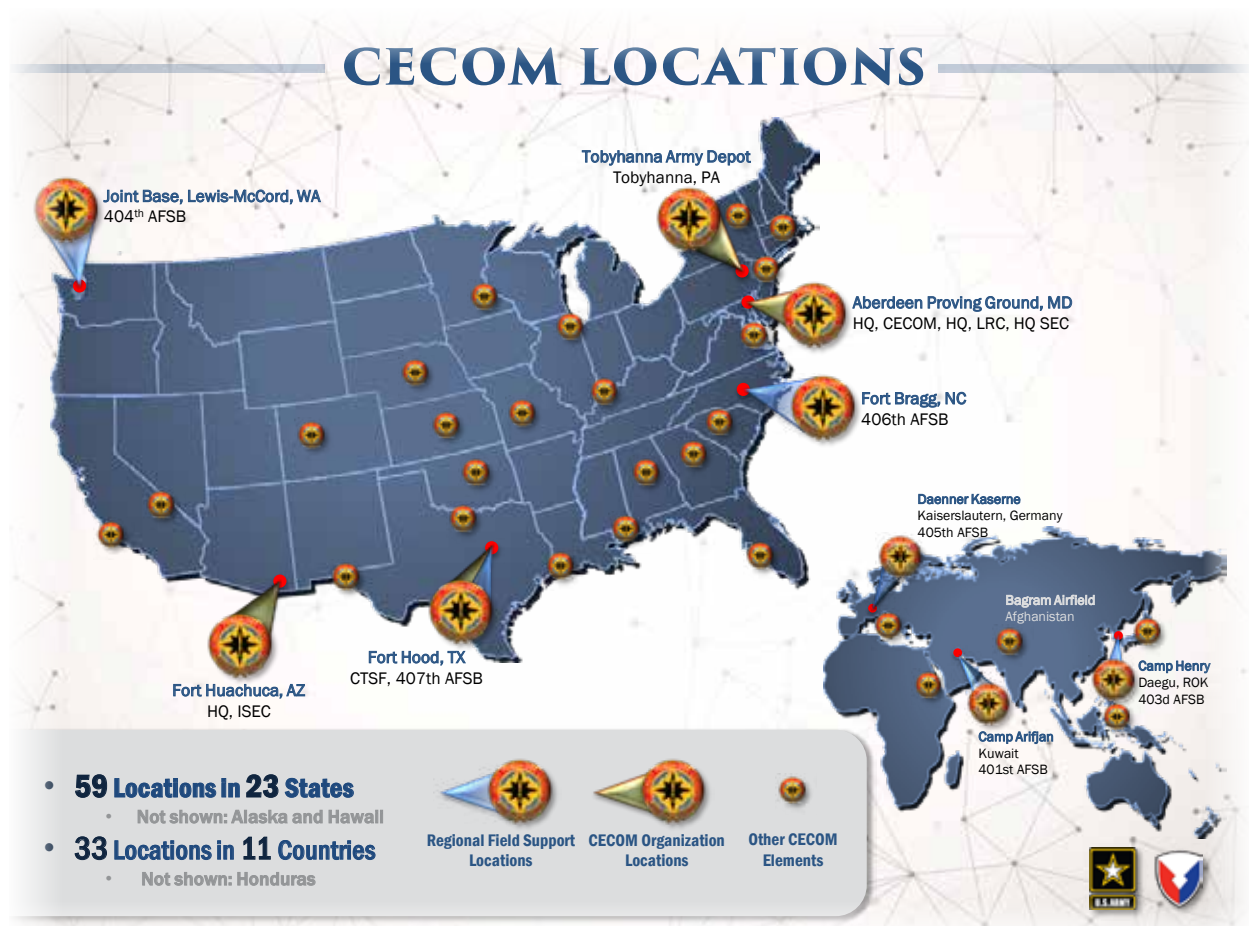 CECOM LOCATIONS
Tobyhanna Army Depot
Tobyhanna, PA
Joint Base, Lewis-McCord, WA
404th AFSB
Aberdeen Proving Ground, MD
HQ, CECOM, HQ, LRC, HQ SEC
Fort Bragg, NC
406th AFSB
Daenner Kaserne
Kaiserslautern, Germany
405th AFSB
Bagram Airfield
Afghanistan
Camp Henry
Daegu, ROK
403d AFSB
Camp Arifjan
Kuwait
401st AFSB
Fort Hood, TX
CTSF, 407th AFSB
Fort Huachuca, AZ
HQ, ISEC
• 59 Locations in 23 States
• Not shown: Alaska and Hawaii
• 33 Locations in 11 Countries
• Not shown: Honduras
Regional Field Support
Locations
CECOM Organization
Locations
Other CECOM
Elements
U.S. ARMY